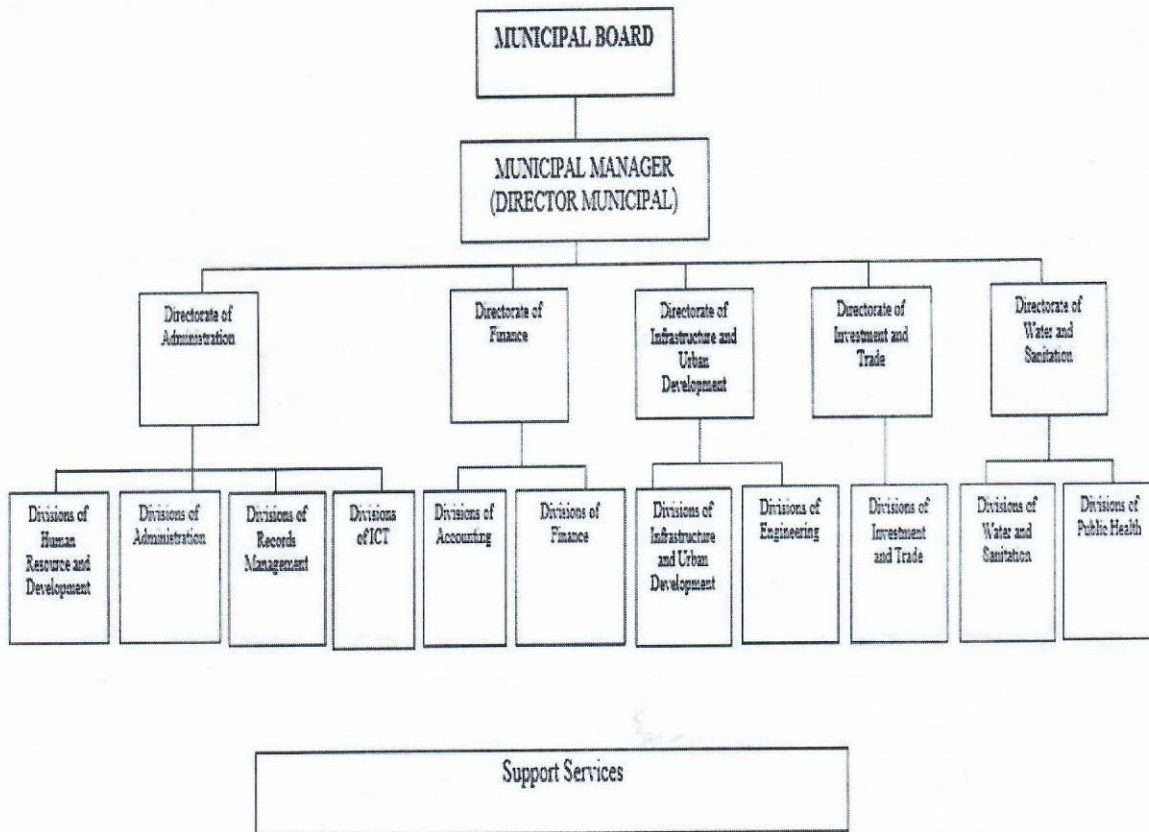 MUNICIPAL BOARD
MUNICIPAL MANAGER
(DIRECTOR MUNICIPAL)
Directorate of
Administration
Directorate of
Finance
Directorate of
Infrastructure and
Urban
Development
Directorate of
Investment and
Trade
Directorate of
Water and
Sanitation
Divisions of
Human
Resource and
Development
Divisions of
Administration
Divisions of
Records
Management
Divisions
of ICT
Divisions of
Accounting
Divisions of
Finance
Divisions of
Infrastructure
and Urban
Development
Divisions of
Engineering
Divisions of
Investment
and Trade
Divisions of
Water and
Sanitation
Divisions of
Public Health
Support Services